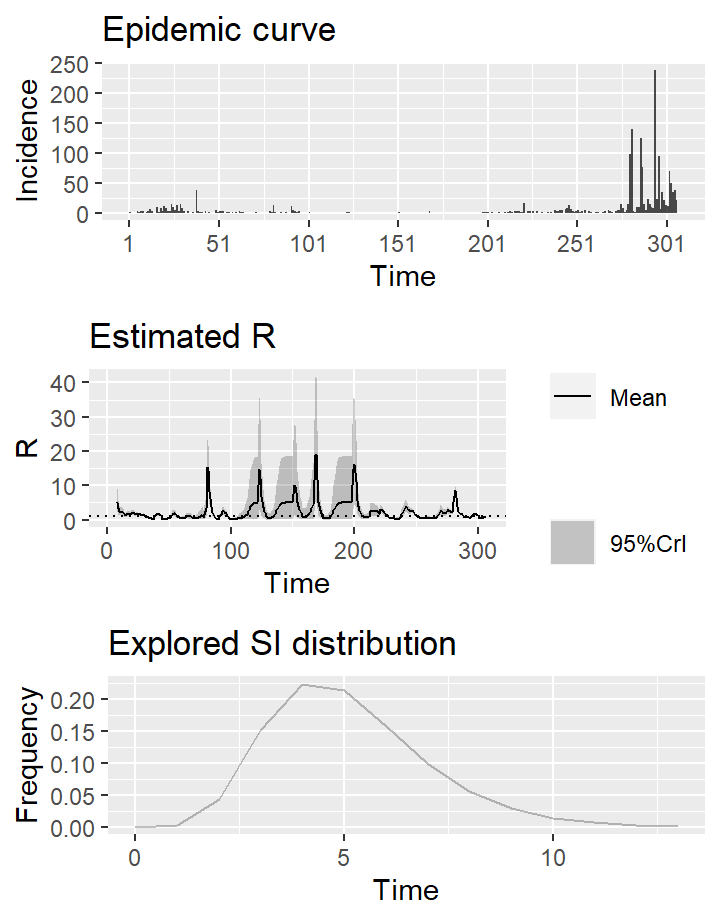 Epidemic curve
Incidence
250
200
150
100
50
0
1 51 101 151 201 251 301
Time
Estimated R
R
40
30
20
10
0
0 100 200 300
Time
Mean
95%CrI
Explored SI distribution
Frequency
0.20
0.15
0.10
0.05
0.00
0 5 10
Time